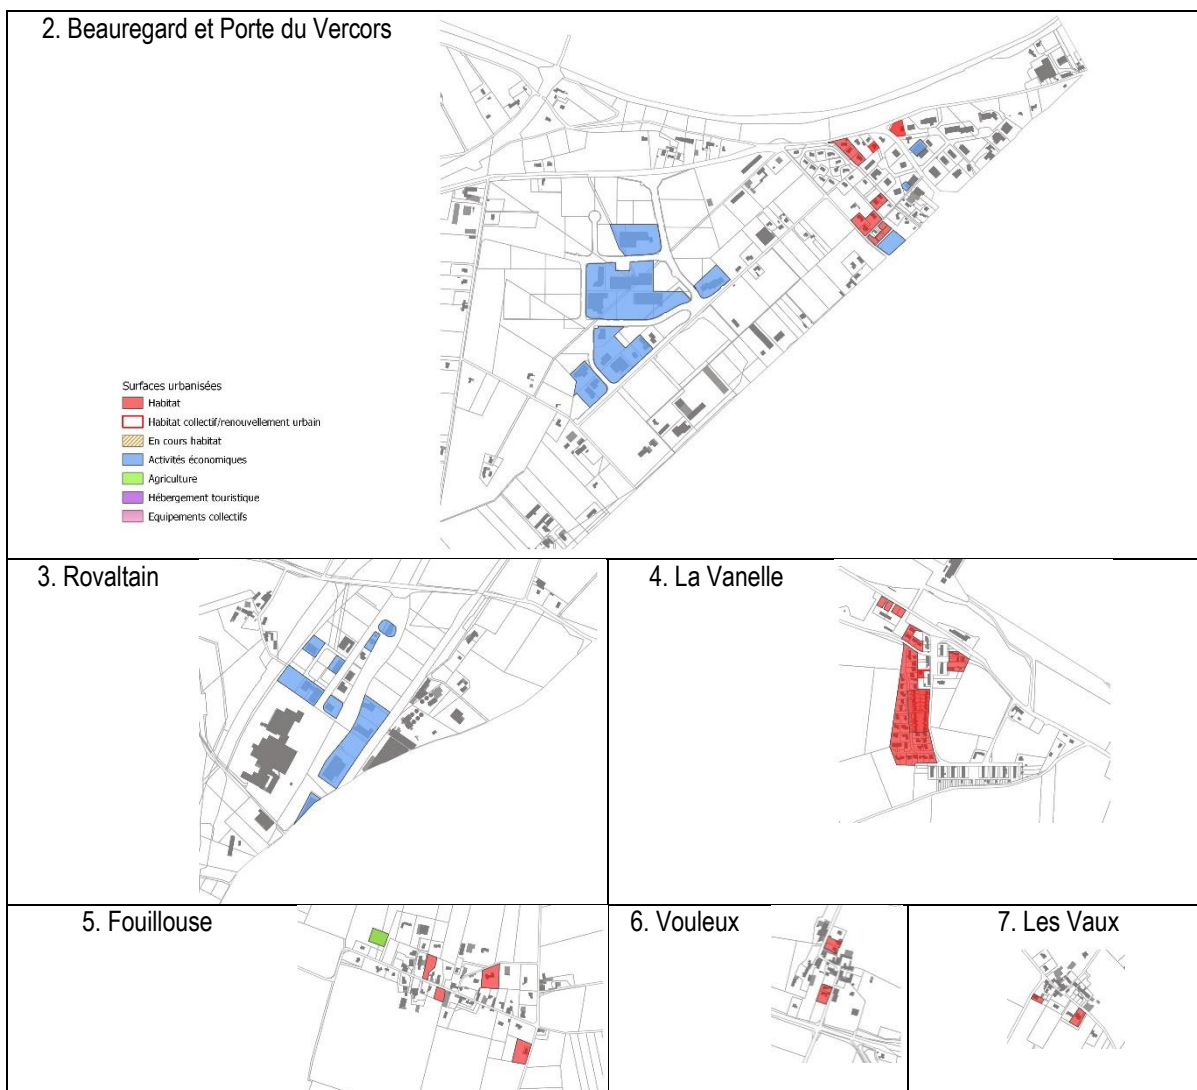 2. Beauregard et Porte du Vercors
Surfaces urbanisées
Habitat
Habitat collectif/renouvellement urbain
En cours habitat
Activités économiques
Agriculture
Hébergement touristique
Equipements collectifs
3. Rovaltain
4. La Vanelle
5. Fouillouse
6. Vouleux
7. Les Vaux